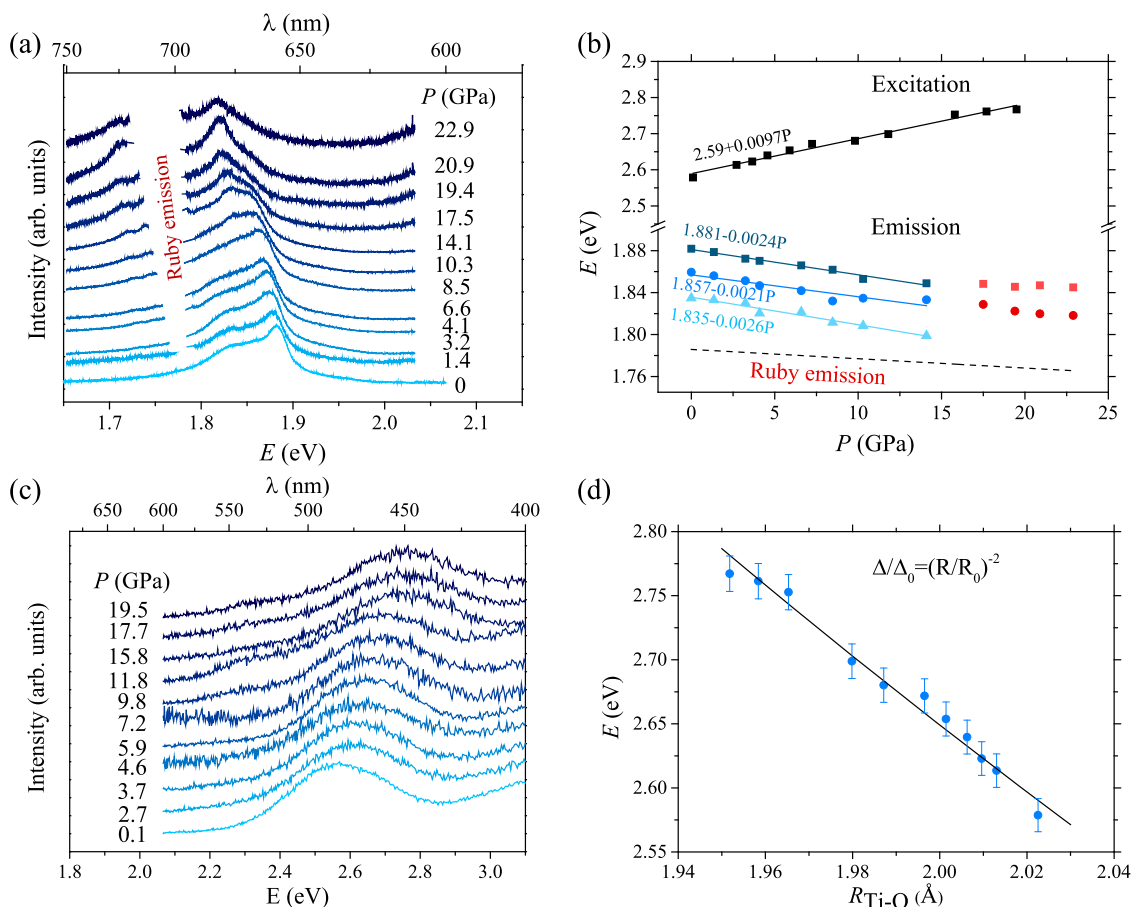 (a)
λ (nm)
750 700 650 600
Intensity (arb. units)
Ruby emission
P (GPa)
22.9
20.9
19.4
17.5
14.1
10.3
8.5
6.6
4.1
3.2
1.4
0
1.7 1.8 1.9 2.0 2.1
E (eV)
(b)
E (eV)
2.9
2.8
2.7
2.6
2.5
1.88
1.84
1.80
1.76
Excitation
2.59+0.0097P
Emission
1.881-0.0024P
1.857-0.0021P
1.835-0.0026P
Ruby emission
0 5 10 15 20 25
P (GPa)
(c)
λ (nm)
650 600 550 500 450 400
Intensity (arb. units)
P (GPa)
19.5
17.7
15.8
11.8
9.8
7.2
5.9
4.6
3.7
2.7
0.1
1.8 2.0 2.2 2.4 2.6 2.8 3.0
E (eV)
(d)
E (eV)
2.80
2.75
2.70
2.65
2.60
2.55
Δ/Δ₀=(R/R₀)⁻²
1.94 1.96 1.98 2.00 2.02 2.04
R Ti-O (Å)